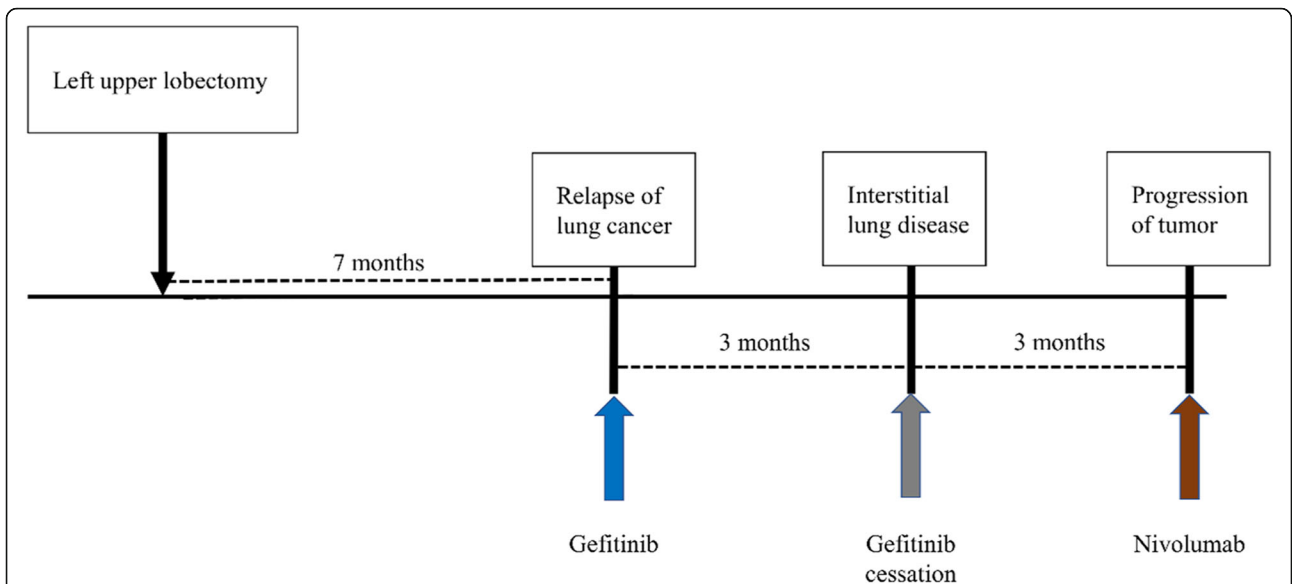 Left upper lobectomy
Relapse of
lung cancer
Interstitial
lung disease
Progression
of tumor
7 months
3 months
3 months
Gefitinib
Gefitinib
cessation
Nivolumab